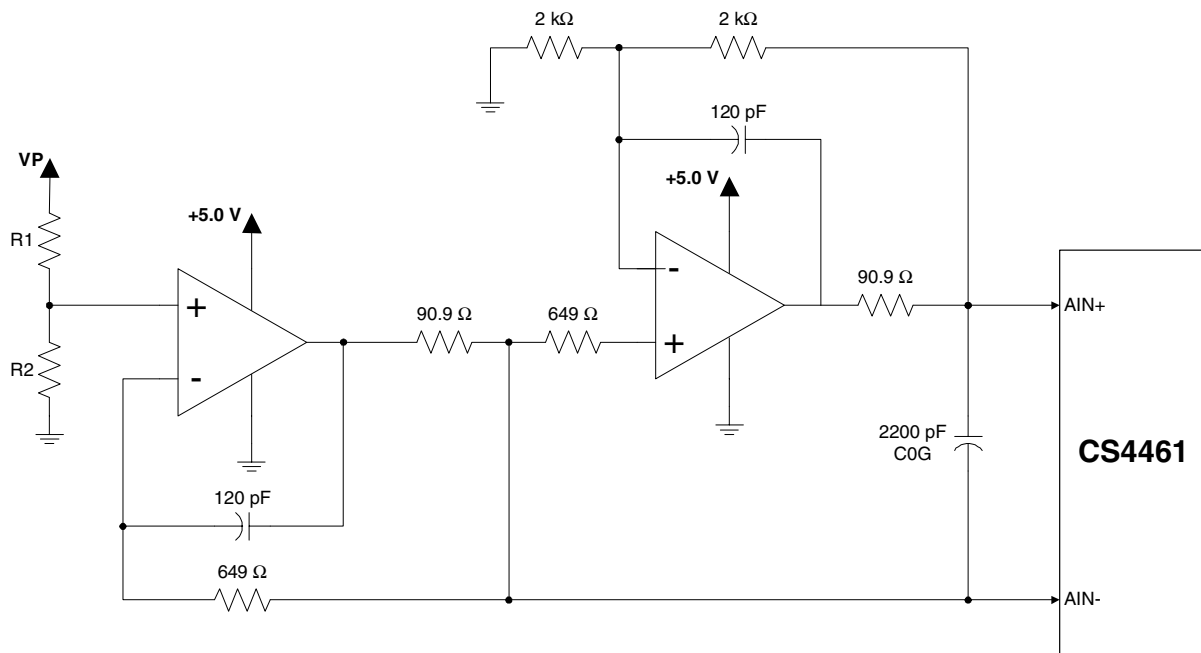 2 kΩ
2 kΩ
120 pF
VP
+5.0 V
+5.0 V
R1
-
90.9 Ω
AIN+
+
90.9 Ω
649 Ω
+
R2
-
2200 pF
C0G
CS4461
120 pF
649 Ω
AIN-